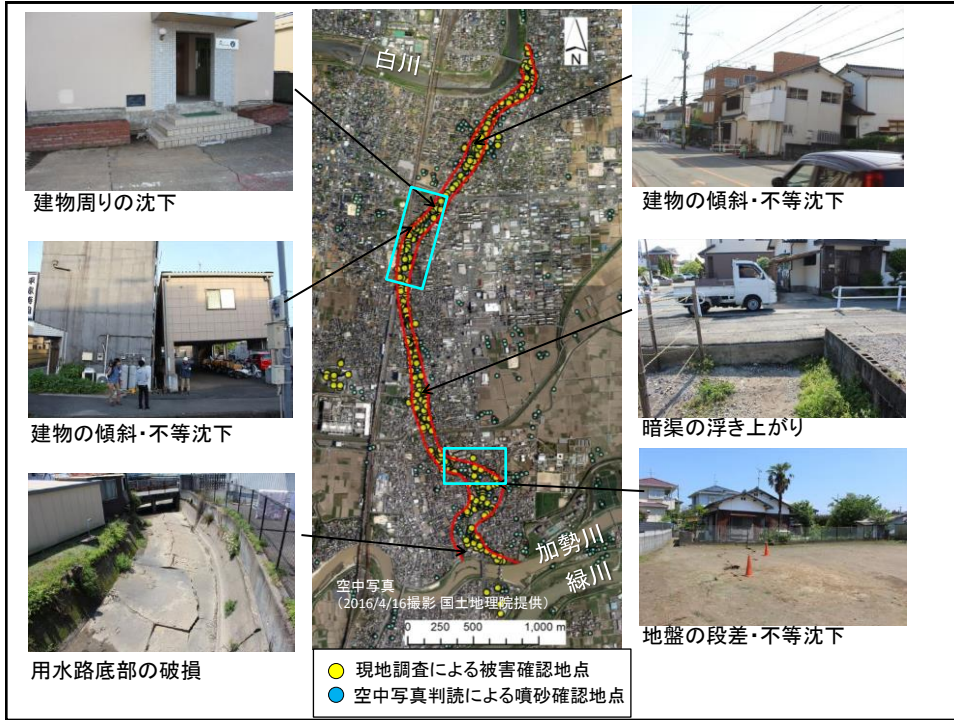 建物周りの沈下
建物の傾斜・不等沈下
用水路底部の破損
白川
N
加勢川
緑川
空中写真
（2016/4/16撮影 国土地理院提供）
0 250 500 1,000 m
現地調査による被害確認地点
空中写真判読による噴砂確認地点
建物の傾斜・不等沈下
暗渠の浮き上がり
地盤の段差・不等沈下